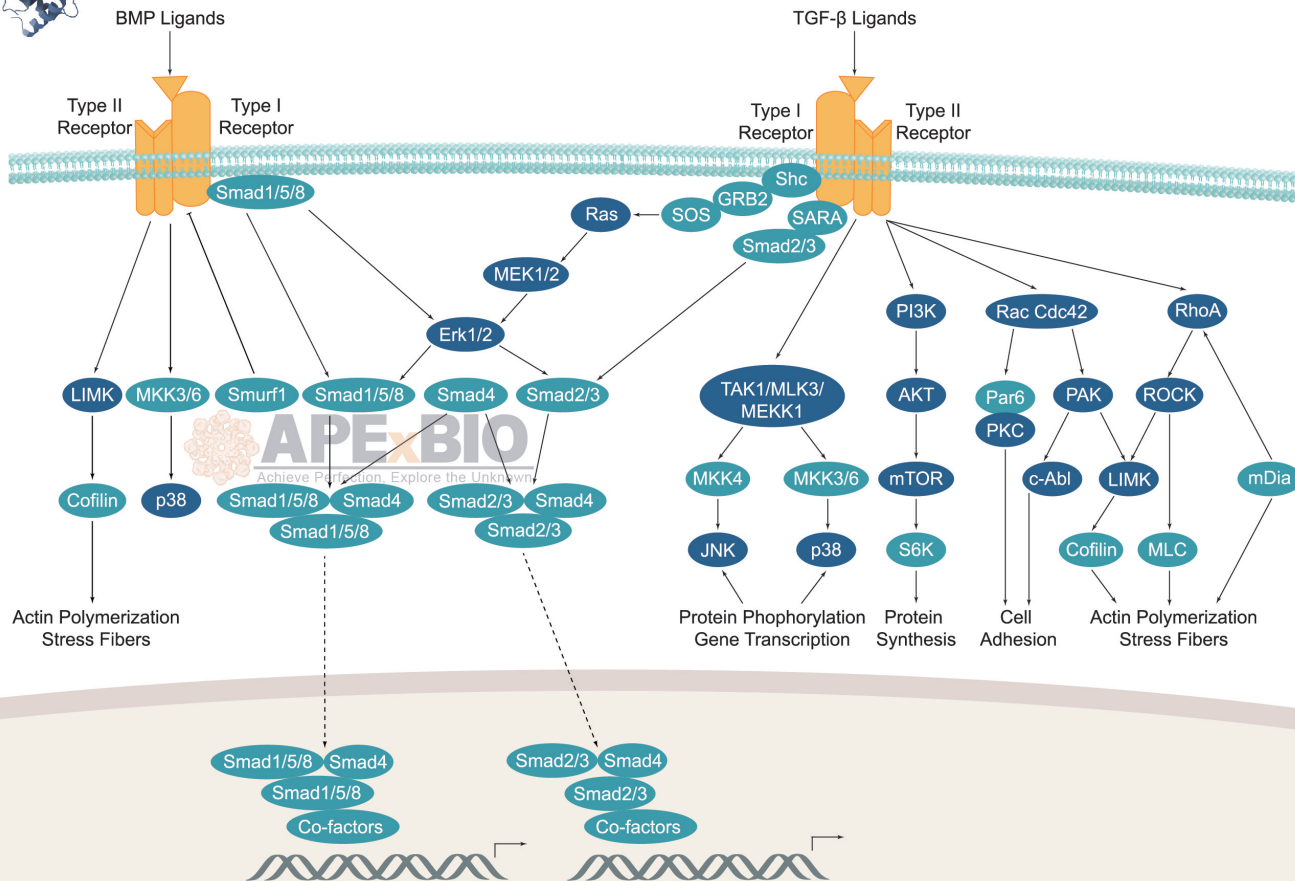 BMP Ligands
TGF-β Ligands
Type II
Receptor
Type I
Receptor
Type I
Receptor
Type II
Receptor
Smad1/5/8
Shc
GRB2
SOS
Ras
SARA
Smad2/3
MEK1/2
Erk1/2
PI3K
Rac Cdc42
RhoA
LIMK
MKK3/6
Smurf1
Smad1/5/8
Smad4
Smad2/3
TAK1/MLK3/
MEKK1
AKT
Par6
PKC
PAK
ROCK
APExBIO
Achieve Perfection, Explore the Unknown
Cofilin
p38
Smad1/5/8
Smad4
Smad1/5/8
Smad2/3
Smad4
Smad2/3
MKK4
MKK3/6
mTOR
c-Abl
LIMK
mDia
JNK
p38
S6K
Cofilin
MLC
Actin Polymerization
Stress Fibers
Protein Phophorylation
Gene Transcription
Protein
Synthesis
Cell
Adhesion
Actin Polymerization
Stress Fibers
Smad1/5/8
Smad4
Smad1/5/8
Co-factors
Smad2/3
Smad4
Smad2/3
Co-factors